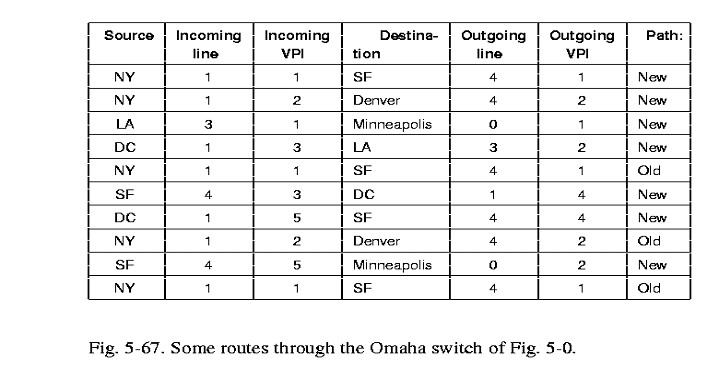 Source Incoming Incoming Destina- Outgoing Outgoing Path:
line VPI tion line VPI
NY 1 1 SF 4 1 New
NY 1 2 Denver 4 2 New
LA 3 1 Minneapolis 0 1 New
DC 1 3 LA 3 2 New
NY 1 1 SF 4 1 Old
SF 4 3 DC 1 4 New
DC 1 5 SF 4 4 New
NY 1 2 Denver 4 2 Old
SF 4 5 Minneapolis 0 2 New
NY 1 1 SF 4 1 Old
Fig. 5-67. Some routes through the Omaha switch of Fig. 5-0.